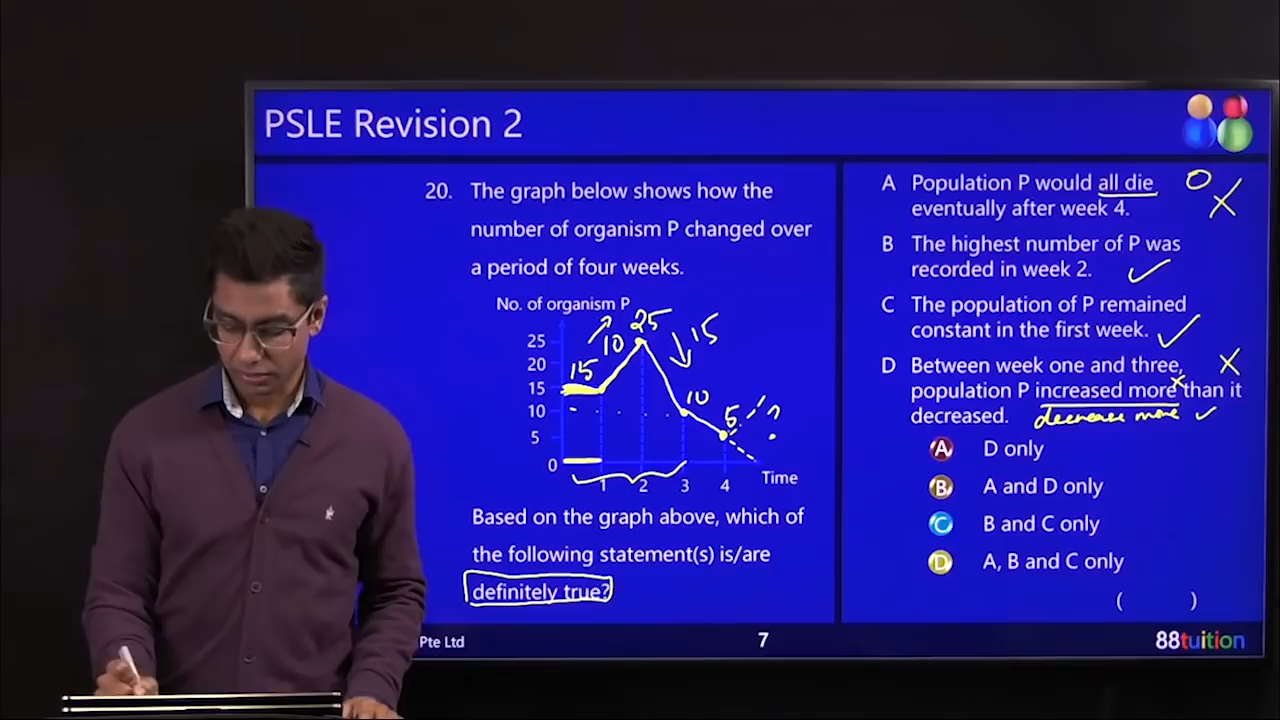 PSLE Revision 2
20. The graph below shows how the
number of organism P changed over
a period of four weeks.
No. of organism P
25
20
15
10
5
0
1 2 3 4
Time
15
10
25
15
10
5
?
Based on the graph above, which of
the following statement(s) is/are
definitely true?
A Population P would all die
eventually after week 4.
0
B The highest number of P was
recorded in week 2.
C The population of P remained
constant in the first week.
D Between week one and three,
population P increased more than it
decreased. decrease more
A D only
B A and D only
C B and C only
D A, B and C only
( )
Pte Ltd
7
88tuition